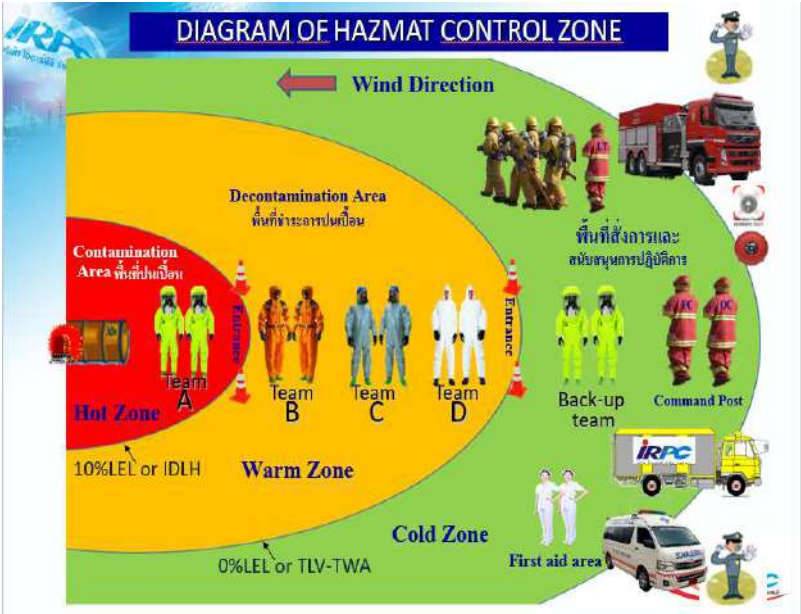 iRPC
DIAGRAM OF HAZMAT CONTROL ZONE
Wind Direction
LT
Decontamination Area
พื้นที่ชำระการปนเปื้อน
พื้นที่สั่งการและ
สนับสนุนการปฏิบัติการ
Contamination
Area พื้นที่ปนเปื้อน
Entrance
Entrance
FC
OC
Team
A
Team
B
Team
C
Team
D
Back-up
team
Command Post
Hot Zone
10%LEL or IDLH
Warm Zone
iRPC
Cold Zone
First aid area
0%LEL or TLV-TWA